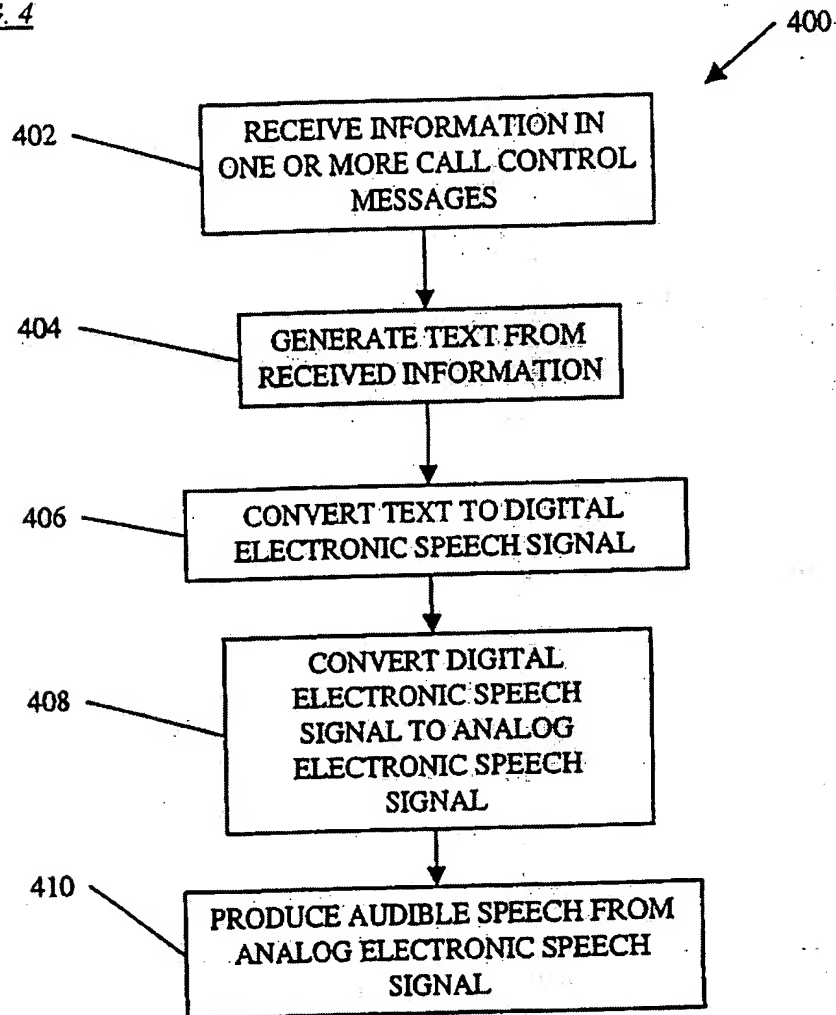 G. 4
400
402
RECEIVE INFORMATION IN
ONE OR MORE CALL CONTROL
MESSAGES
404
GENERATE TEXT FROM
RECEIVED INFORMATION
406
CONVERT TEXT TO DIGITAL
ELECTRONIC SPEECH SIGNAL
408
CONVERT DIGITAL
ELECTRONIC SPEECH
SIGNAL TO ANALOG
ELECTRONIC SPEECH
SIGNAL
410
PRODUCE AUDIBLE SPEECH FROM
ANALOG ELECTRONIC SPEECH
SIGNAL